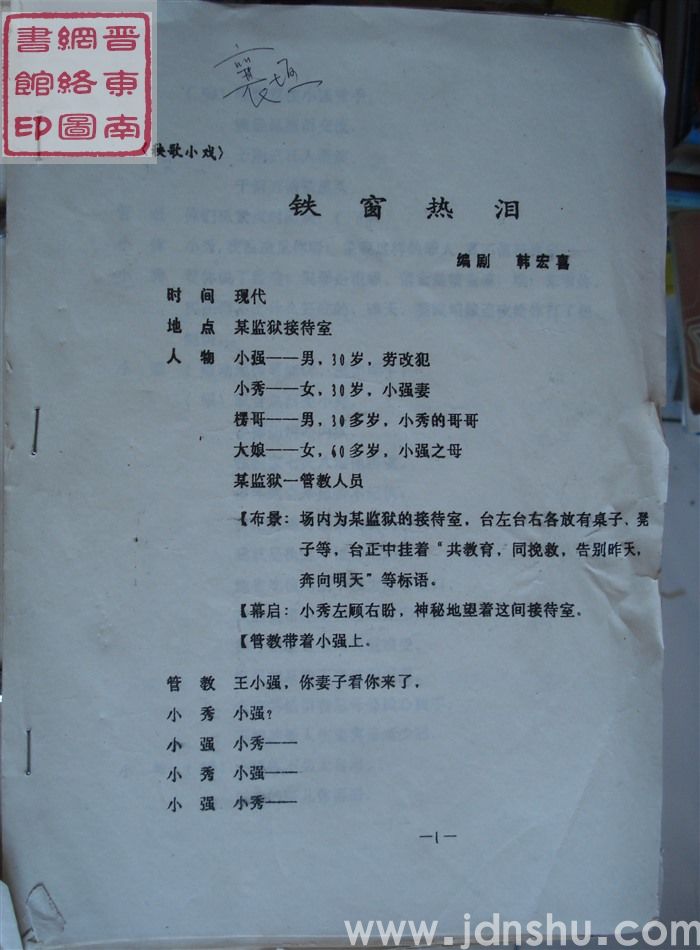 晋东南
网络图
书馆印
襄垣
(秧歌小戏)
铁窗热泪
编剧 韩宏喜
时间 现代
地点 某监狱接待室
人物 小强——男,30岁,劳改犯
小秀——女,30岁,小强妻
楞哥——男,30多岁,小秀的哥哥
大娘——女,60多岁,小强之母
某监狱一管教人员
【布景:场内为某监狱的接待室,台左台右各放有桌子、凳
子等,台正中挂着“共教育,同挽救,告别昨天,
奔向明天”等标语。
【幕启:小秀左顾右盼,神秘地望着这间接待室。
【管教带着小强上。
管教 王小强,你妻子看你来了,
小秀 小强?
小强 小秀——
小秀 小强——
小强 小秀——
—1—
www.jdnshu.com